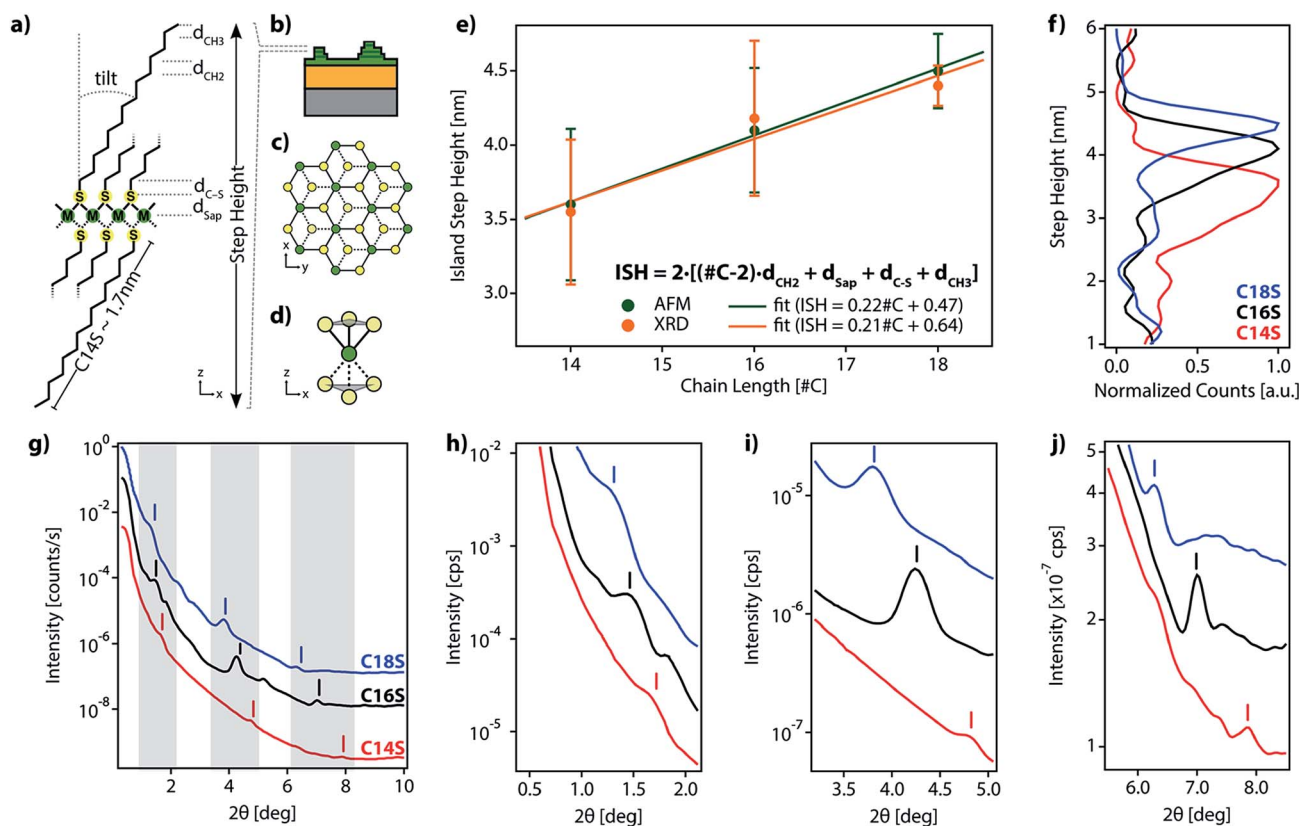 a)
tilt
dCH3
dCH2
S S S
dC–S
M M M M
dSap
S S S
C14S ~ 1.7nm
Step Height
z
x
b)
c)
x
y
d)
z
x
e)
Island Step Height [nm]
4.5
4.0
3.5
3.0
ISH = 2·[(#C-2)·dCH2 + dSap + dC-S + dCH3]
AFM
fit (ISH = 0.22#C + 0.47)
XRD
fit (ISH = 0.21#C + 0.64)
14 15 16 17 18
Chain Length [#C]
f)
Step Height [nm]
6
5
4
3
2
1
C18S
C16S
C14S
0.0 0.5 1.0
Normalized Counts [a.u.]
g)
Intensity [counts/s]
10^0
10^-2
10^-4
10^-6
10^-8
C18S
C16S
C14S
2 4 6 8 10
2θ [deg]
h)
Intensity [cps]
10^-2
10^-3
10^-4
10^-5
0.5 1.0 1.5 2.0
2θ [deg]
i)
Intensity [cps]
10^-5
10^-6
10^-7
3.5 4.0 4.5 5.0
2θ [deg]
j)
Intensity [x10^-7 cps]
5
4
3
2
1
6.0 7.0 8.0
2θ [deg]